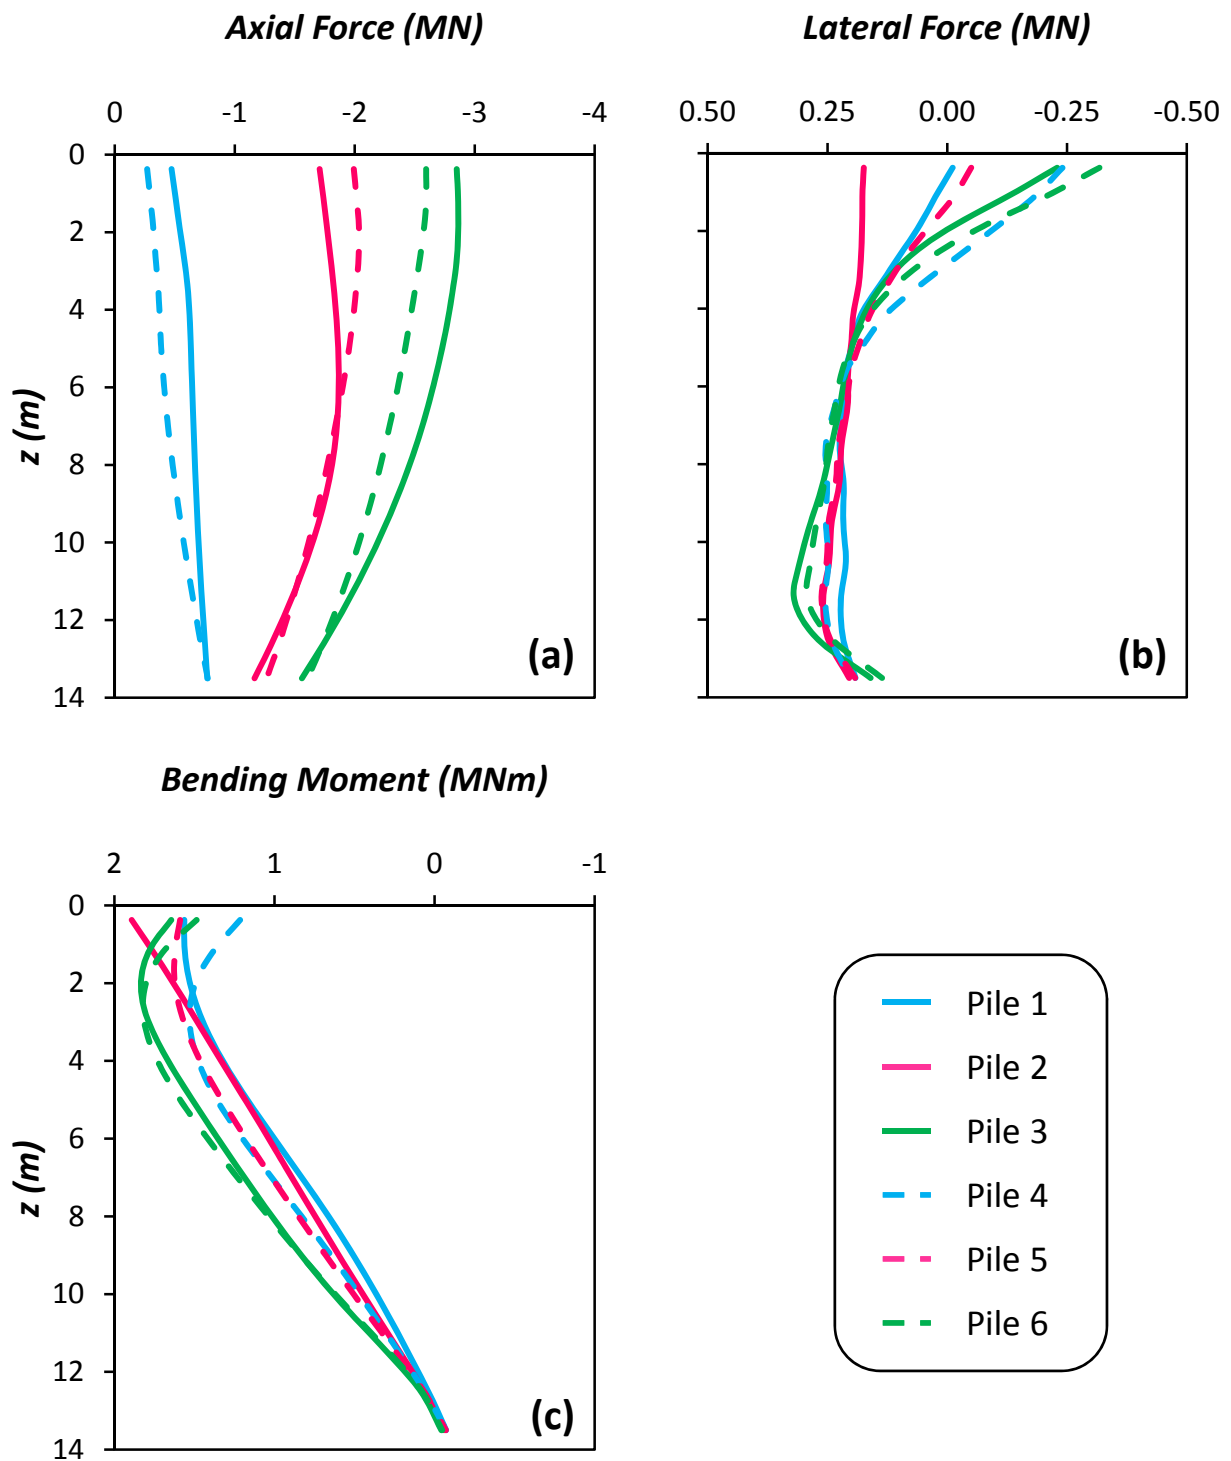 Axial Force (MN)
0 -1 -2 -3 -4
0
2
4
6
8
10
12
14
z (m)
(a)
Lateral Force (MN)
0.50 0.25 0.00 -0.25 -0.50
(b)
Bending Moment (MNm)
2 1 0 -1
0
2
4
6
8
10
12
14
z (m)
(c)
Pile 1
Pile 2
Pile 3
Pile 4
Pile 5
Pile 6